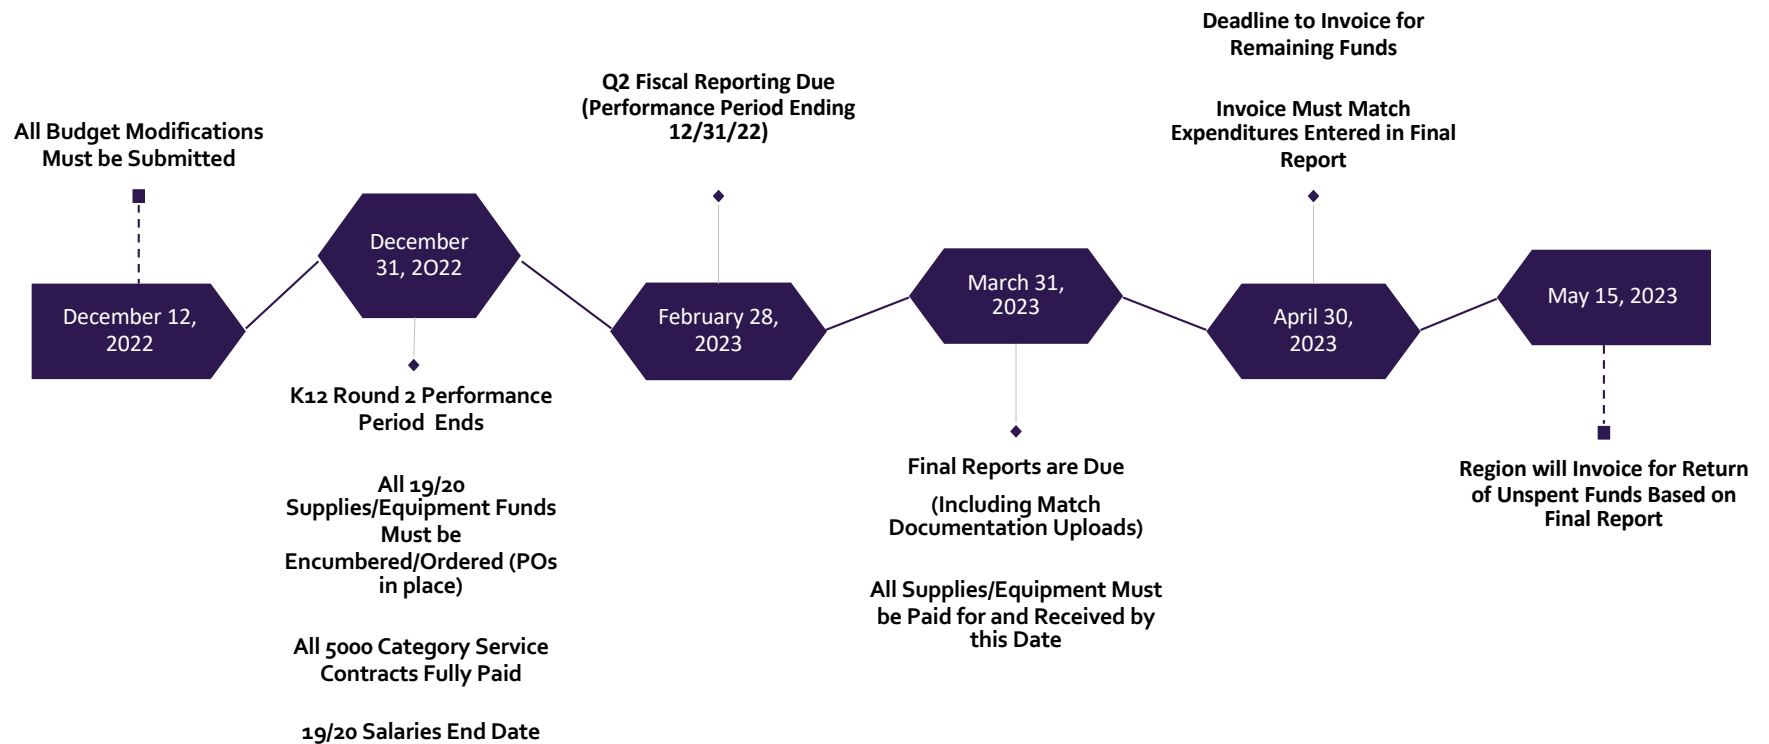 All Budget Modifications
Must be Submitted
December 12,
2022
December
31, 2022
K12 Round 2 Performance
Period Ends
All 19/20
Supplies/Equipment Funds
Must be
Encumbered/Ordered (POs
in place)
All 5000 Category Service
Contracts Fully Paid
19/20 Salaries End Date
Q2 Fiscal Reporting Due
(Performance Period Ending
12/31/22)
February 28,
2023
March 31,
2023
Final Reports are Due
(Including Match
Documentation Uploads)
All Supplies/Equipment Must
be Paid for and Received by
this Date
Deadline to Invoice for
Remaining Funds
Invoice Must Match
Expenditures Entered in Final
Report
April 30,
2023
May 15, 2023
Region will Invoice for Return
of Unspent Funds Based on
Final Report